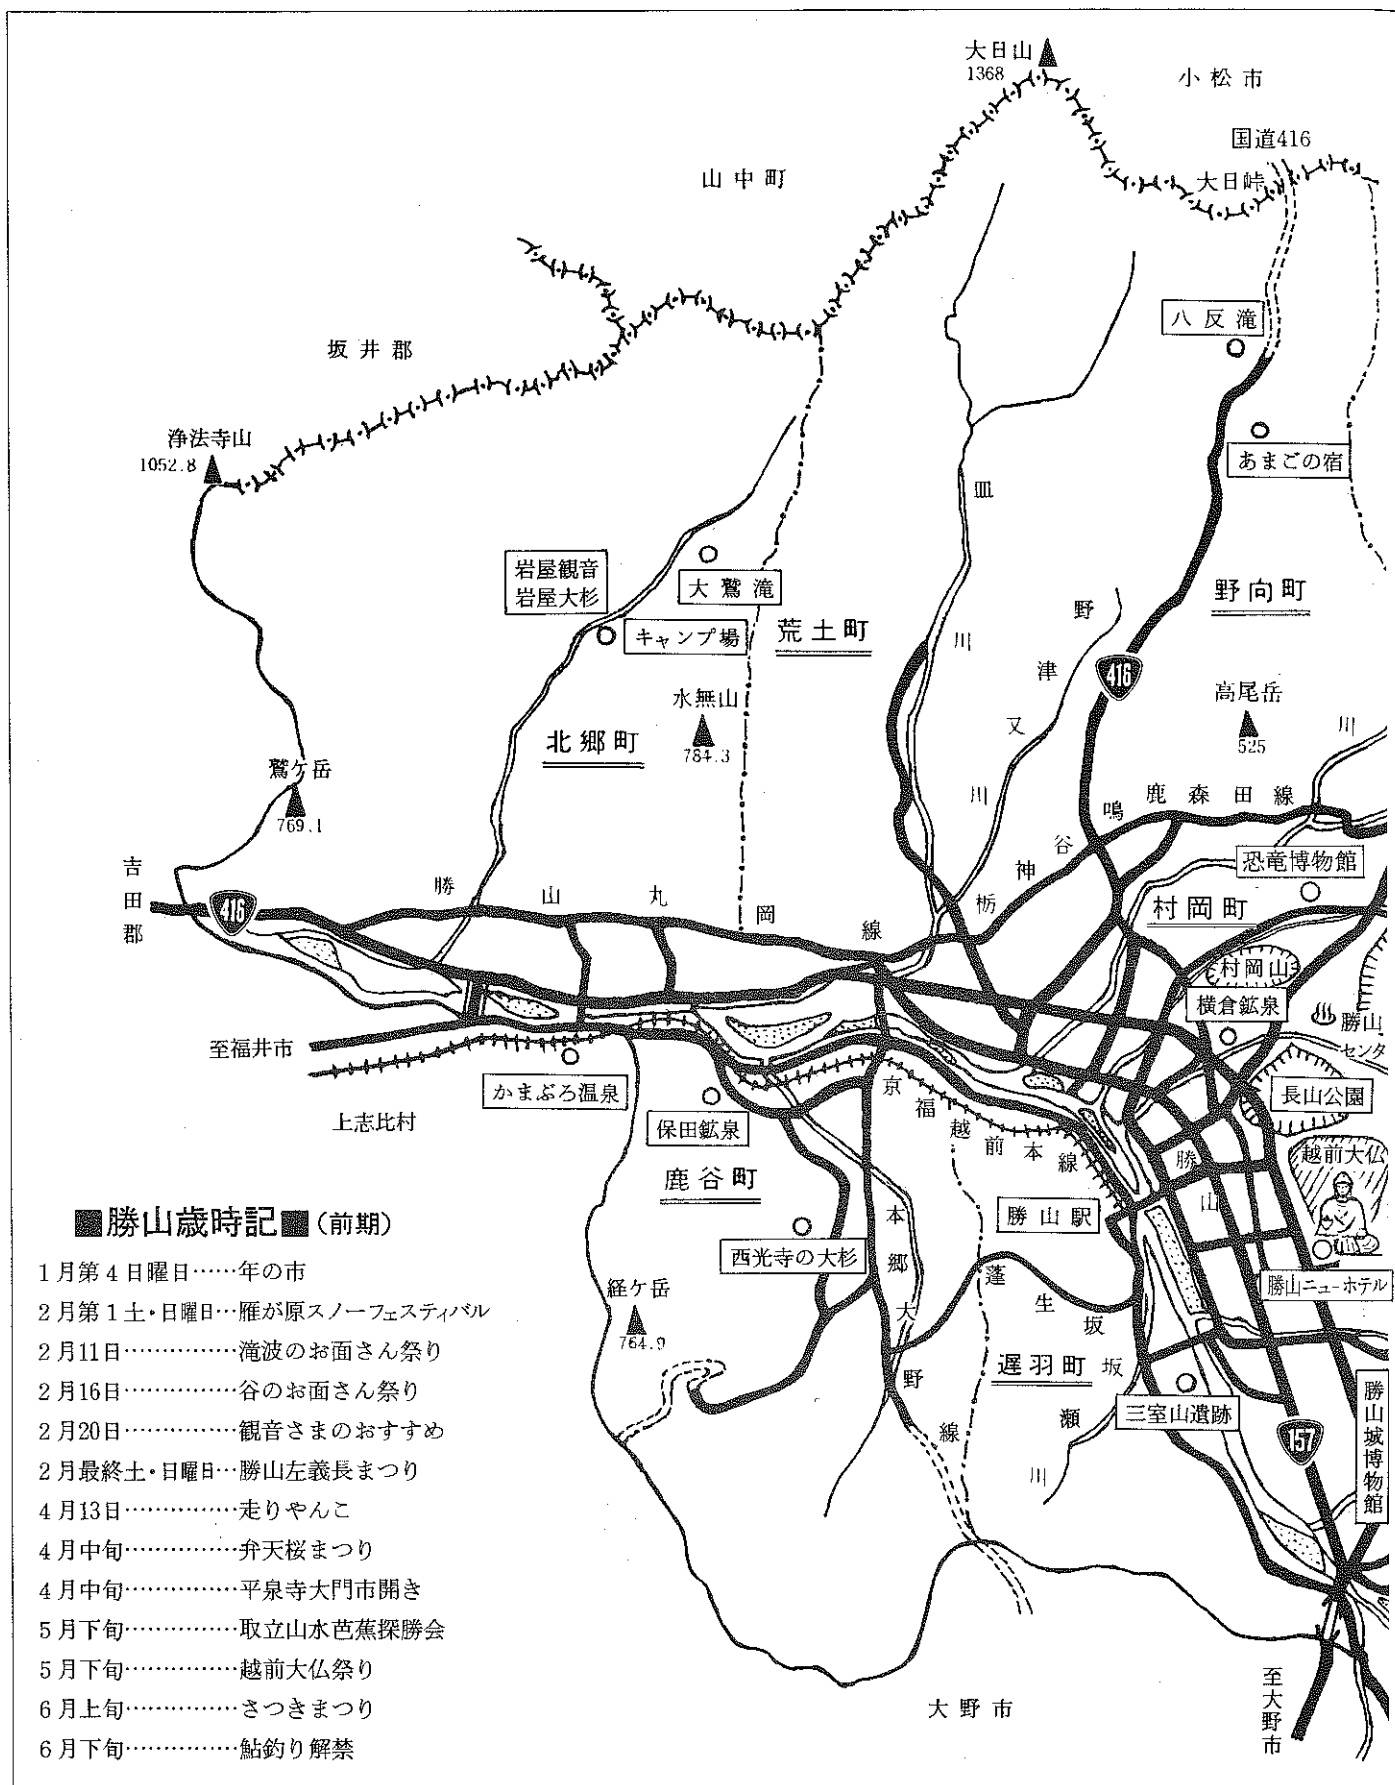 大日山
1368
小松市
国道416
大日峠
山中町
八反滝
坂井郡
浄法寺山
1052.8
あまごの宿
皿川
岩屋観音
岩屋大杉
大鷲滝
キャンプ場
荒土町
野向町
野津又川
416
水無山
784.3
高尾岳
525
川
北郷町
鷲ケ岳
769.1
栃神谷鳴鹿森田線
恐竜博物館
吉田郡
416
勝山丸岡線
村岡町
村岡山
横倉鉱泉
勝山
センタ
至福井市
かまぶろ温泉
長山公園
上志比村
保田鉱泉
京福越前本線
越前大仏
鹿谷町
勝山
勝山駅
西光寺の大杉
本郷大野線
勝山ニューホテル
経ケ岳
764.9
蓬生坂
遅羽町
坂瀬川
三室山遺跡
157
勝山城博物館
大野市
至大野市
■勝山歳時記■(前期)
1月第4日曜日……年の市
2月第1土・日曜日…雁が原スノーフェスティバル
2月11日……………滝波のお面さん祭り
2月16日……………谷のお面さん祭り
2月20日……………観音さまのおすすめ
2月最終土・日曜日…勝山左義長まつり
4月13日……………走りやんこ
4月中旬……………弁天桜まつり
4月中旬……………平泉寺大門市開き
5月下旬……………取立山水芭蕉探勝会
5月下旬……………越前大仏祭り
6月上旬……………さつきまつり
6月下旬……………鮎釣り解禁